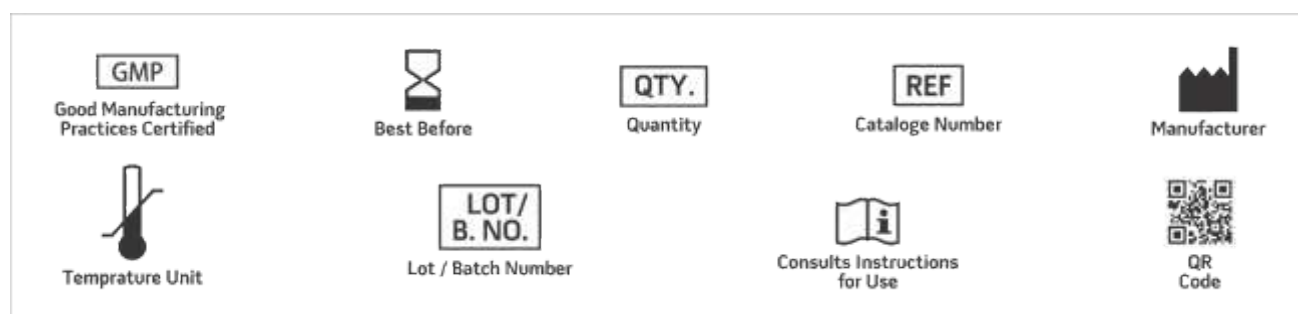 GMP
Good Manufacturing
Practices Certified
Best Before
QTY.
Quantity
REF
Cataloge Number
Manufacturer
Temprature Unit
LOT/
B. NO.
Lot / Batch Number
i
Consults Instructions
for Use
QR
Code